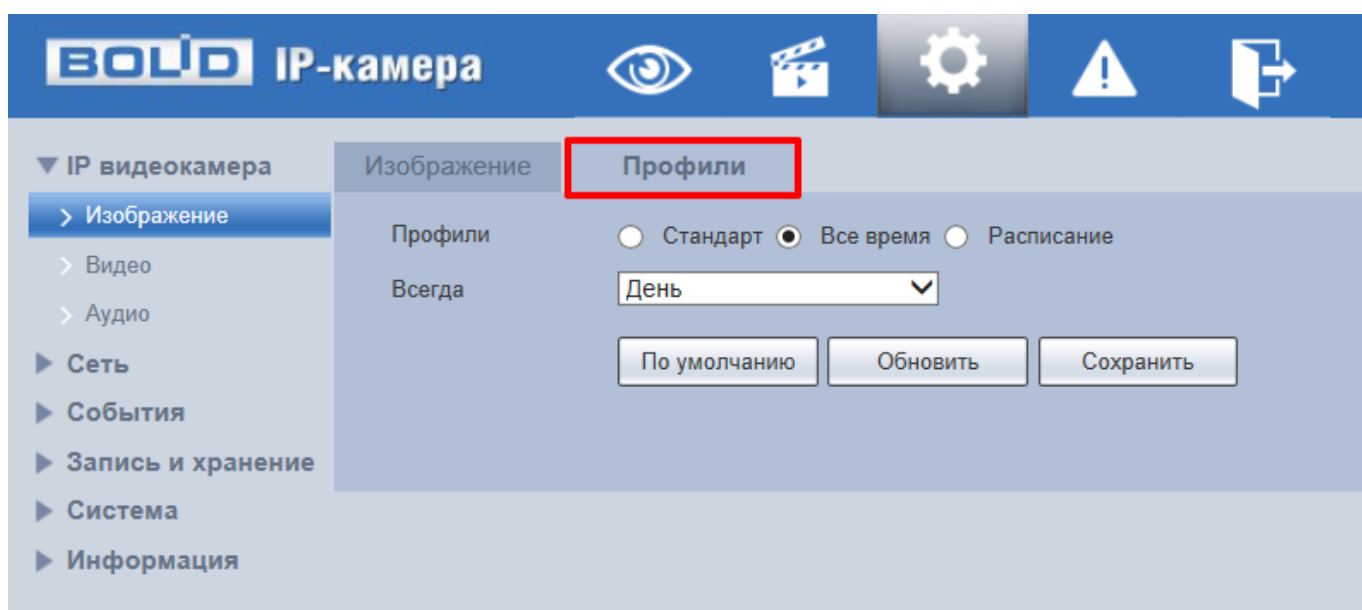 BOLID IP-камера
IP видеокамера
Изображение
Видео
Аудио
Сеть
События
Запись и хранение
Система
Информация
Изображение Профили
Профили Стандарт Все время Расписание
Всегда День
По умолчанию Обновить Сохранить